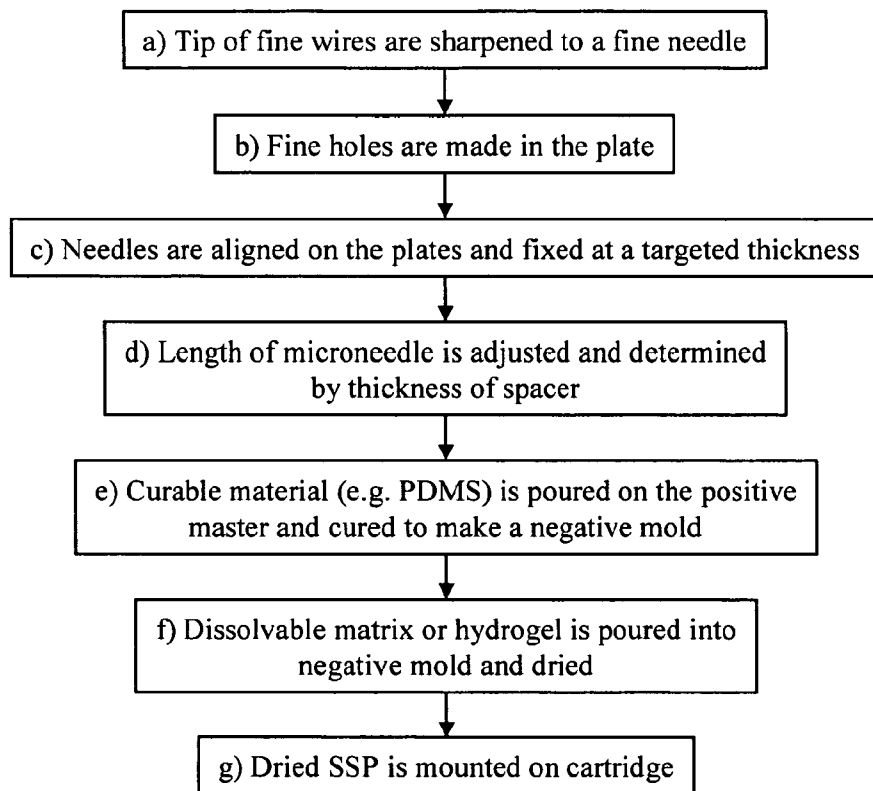 a) Tip of fine wires are sharpened to a fine needle
b) Fine holes are made in the plate
c) Needles are aligned on the plates and fixed at a targeted thickness
d) Length of microneedle is adjusted and determined
by thickness of spacer
e) Curable material (e.g. PDMS) is poured on the positive
master and cured to make a negative mold
f) Dissolvable matrix or hydrogel is poured into
negative mold and dried
g) Dried SSP is mounted on cartridge